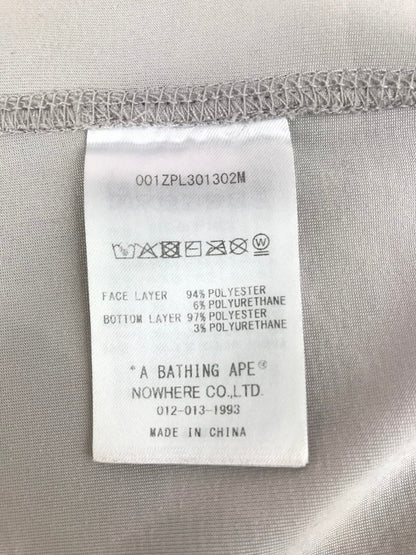 001ZPL301302M
W
FACE LAYER 94% POLYESTER
6% POLYURETHANE
BOTTOM LAYER 97% POLYESTER
3% POLYURETHANE
"A BATHING APE®
NOWHERE CO.,LTD.
012-013-1993
MADE IN CHINA